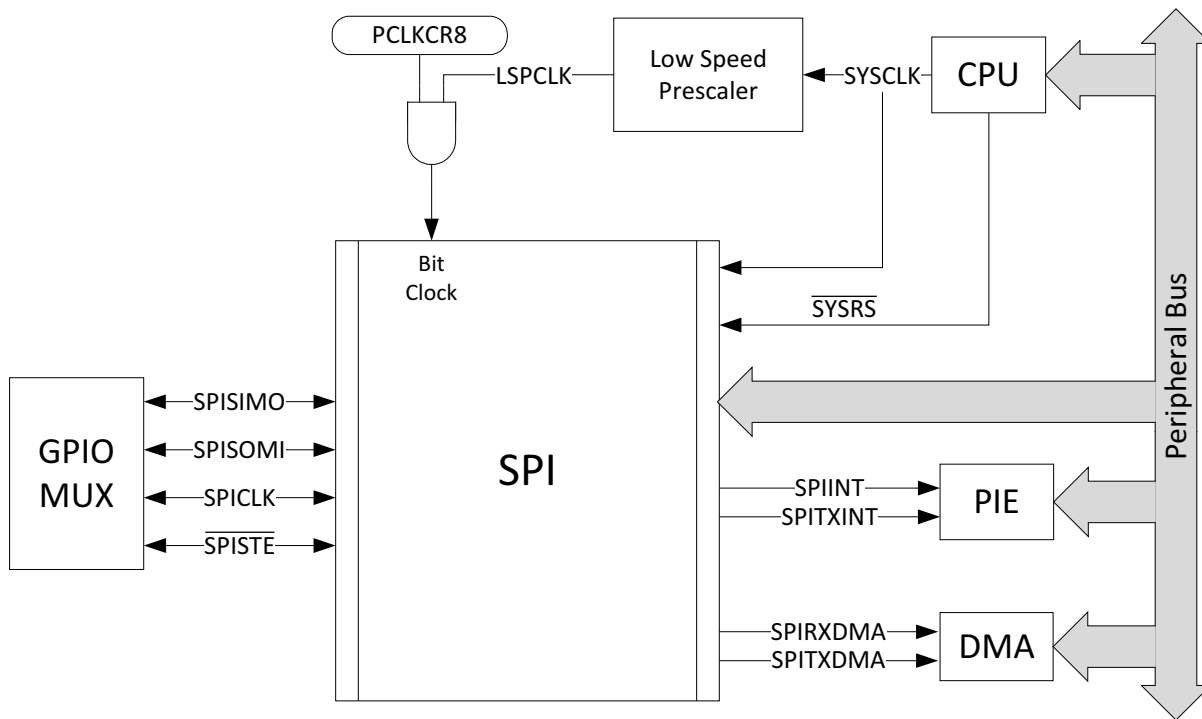 PCLKCR8
LSPCLK
Low Speed
Prescaler
SYSCLK
CPU
Bit
Clock
SYSRS
Peripheral Bus
GPIO
MUX
SPISIMO
SPISOMI
SPICLK
SPISTE
SPI
SPIINT
SPITXINT
PIE
SPIRXDMA
SPITXDMA
DMA